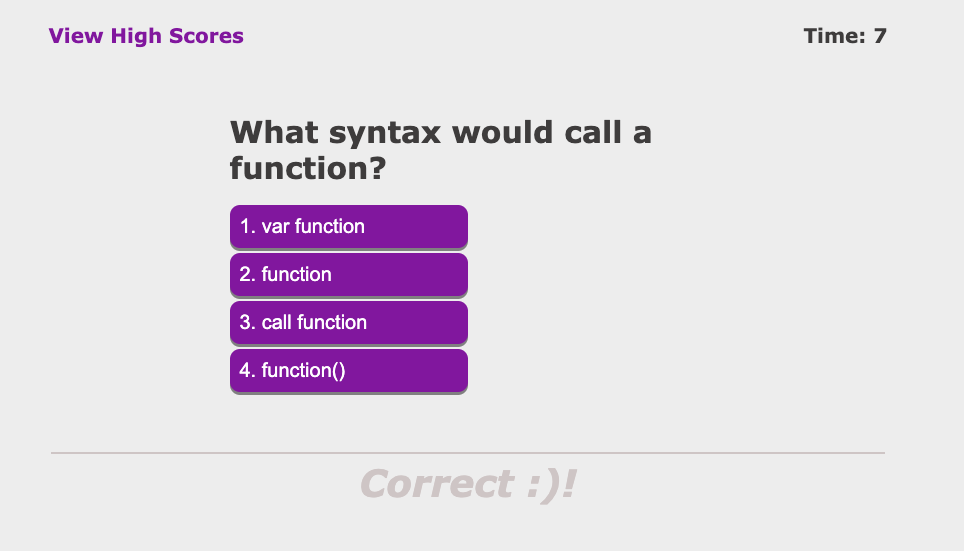 View High Scores
Time: 7
What syntax would call a
function?
1. var function
2. function
3. call function
4. function()
Correct :)!